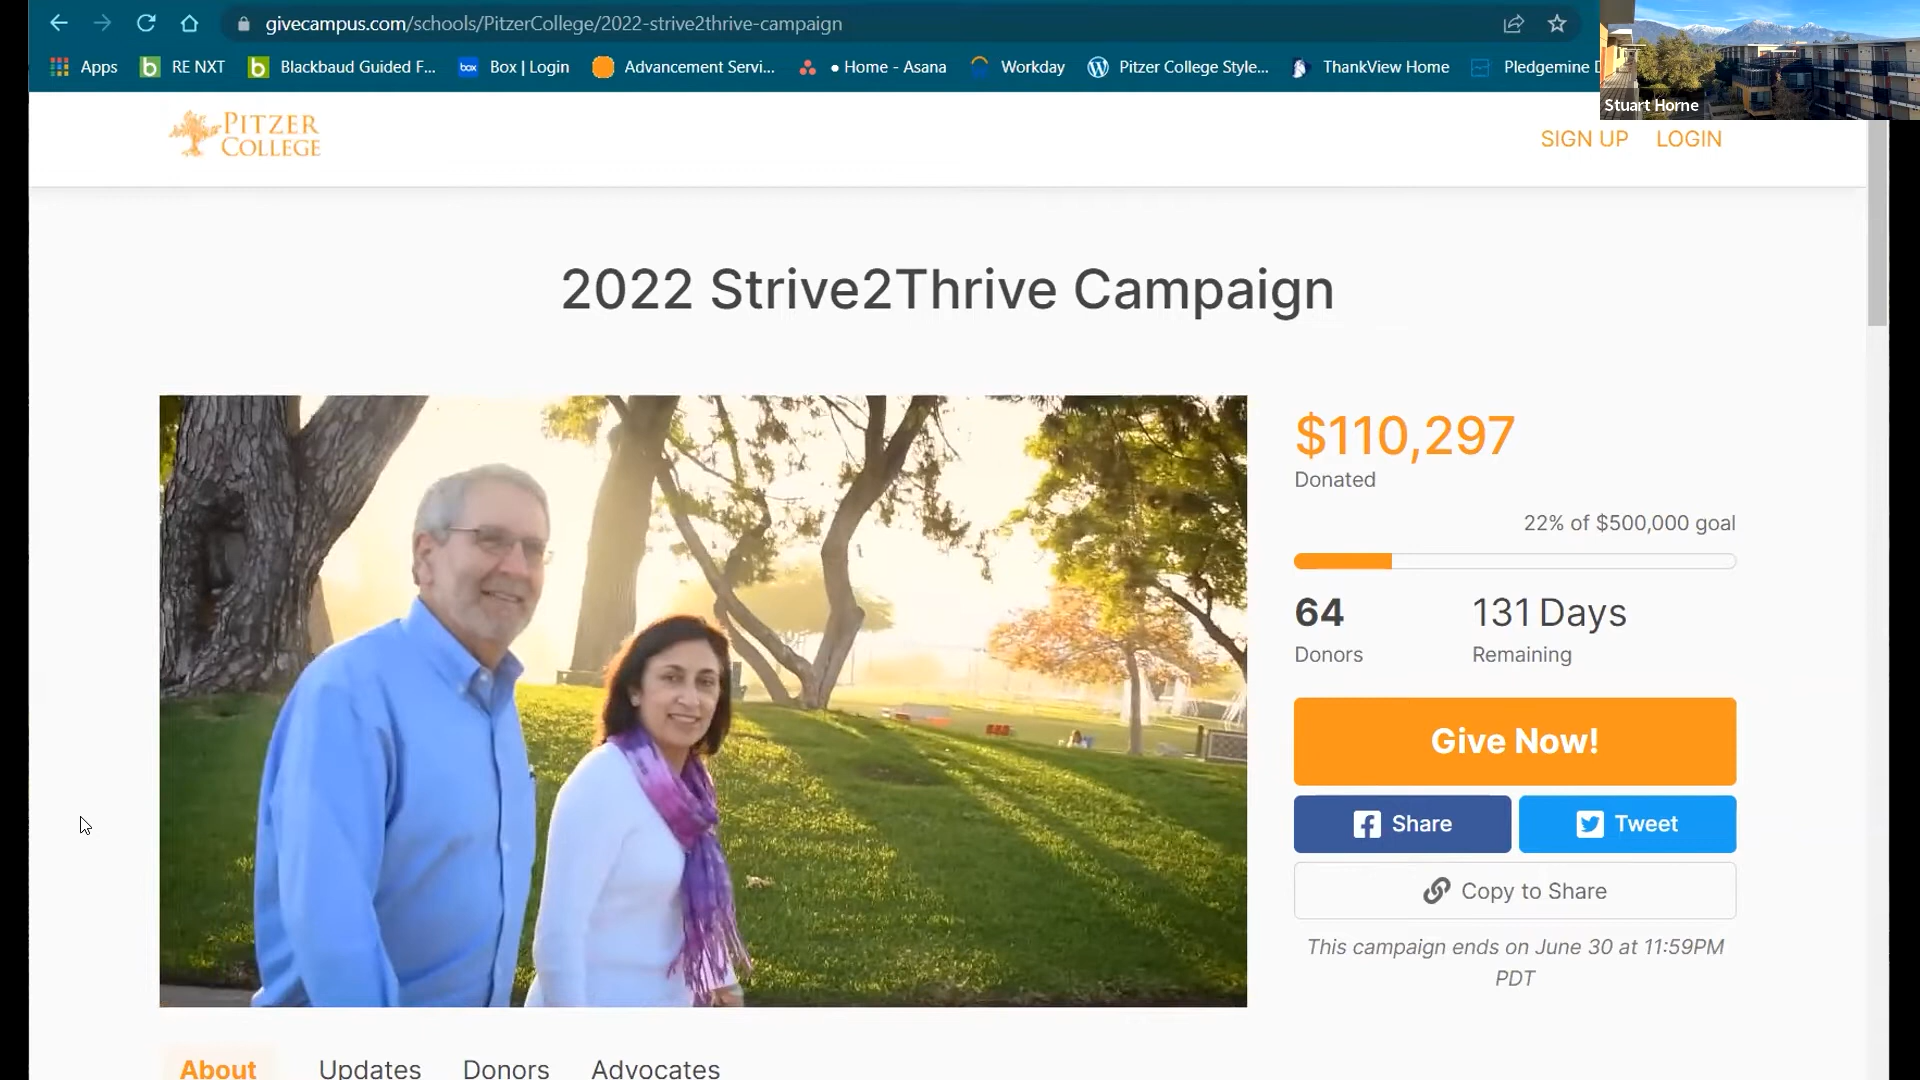 givecampus.com/schools/PitzerCollege/2022-strive2thrive-campaign
Apps RE NXT Blackbaud Guided F... Box | Login Advancement Servi... • Home - Asana Workday Pitzer College Style... ThankView Home Pledgemine
Stuart Horne
PITZER
COLLEGE
SIGN UP LOGIN
2022 Strive2Thrive Campaign
$110,297
Donated
22% of $500,000 goal
64 131 Days
Donors Remaining
Give Now!
Share Tweet
Copy to Share
This campaign ends on June 30 at 11:59PM
PDT
About Updates Donors Advocates